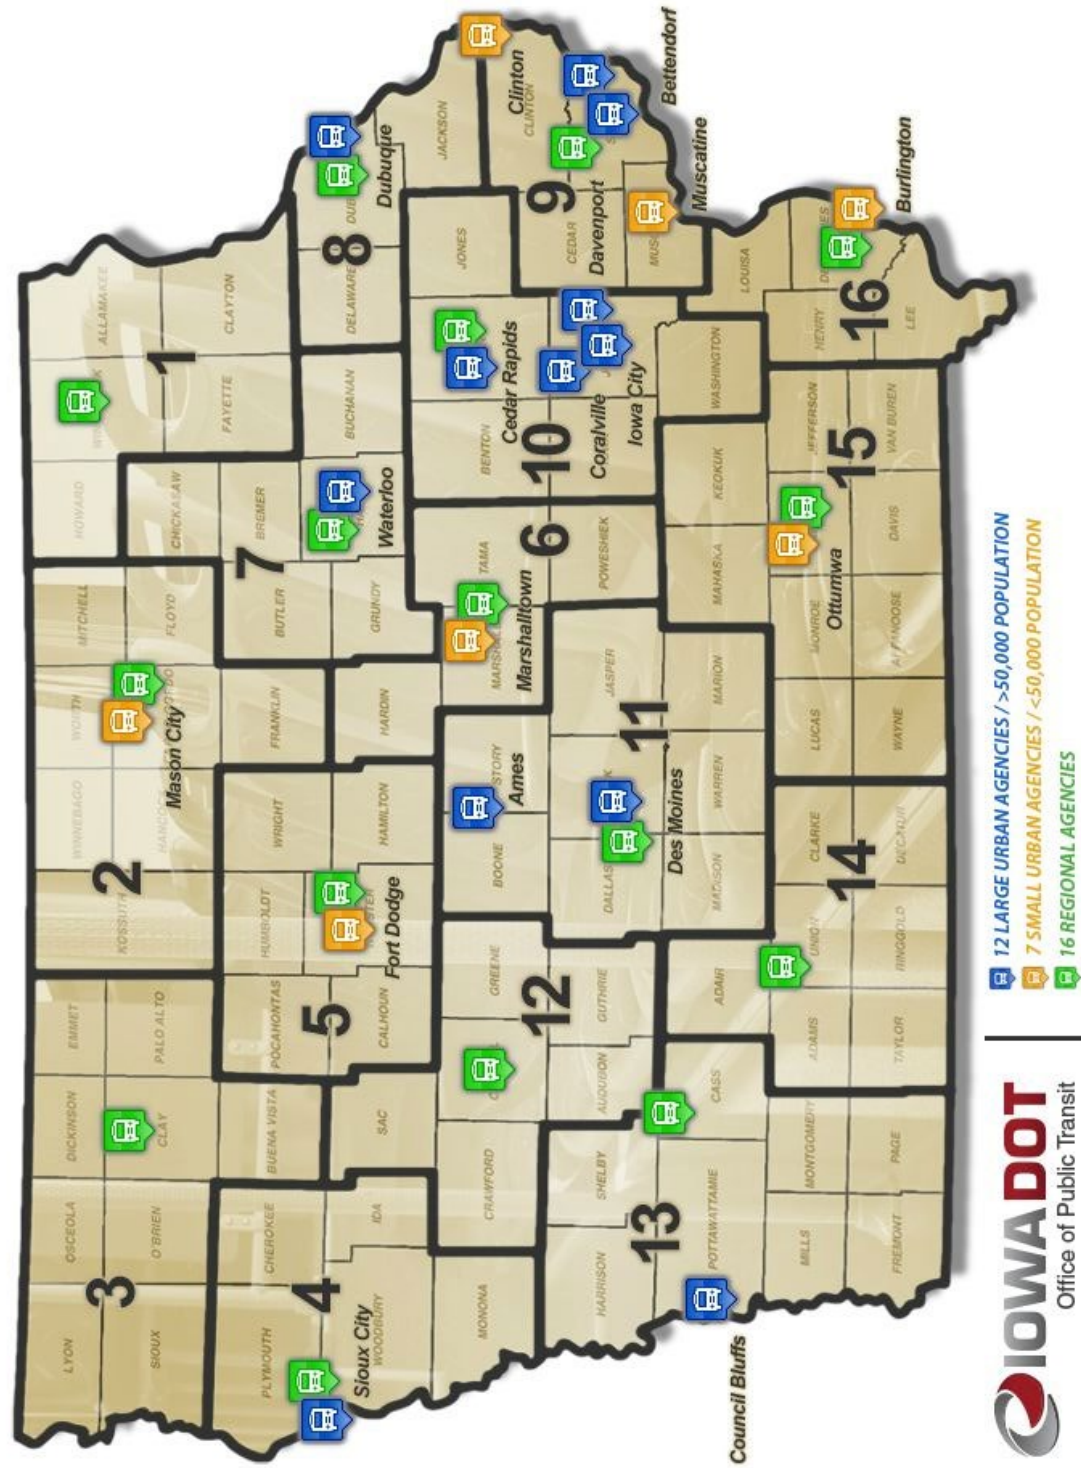 LYON
OSCEOLA
DICKINSON
EMMET
WINNEBAGO
WORTH
MITCHELL
HOWARD
ALLAMAKEE
SIOUX
O'BRIEN
CLAY
PALO ALTO
KOSSUTH
3
2
Mason City
FLOYD
CHICKASAW
1
FAYETTE
CLAYTON
PLYMOUTH
CHEROKEE
BUENA VISTA
POCAHONTAS
HUMBOLDT
WRIGHT
FRANKLIN
BUTLER
BREMER
7
4
Sioux City
WOODBURY
IDA
SAC
5
CALHOUN
Fort Dodge
HAMILTON
HARDIN
GRUNDY
Waterloo
BUCHANAN
DELAWARE
8
Dubuque
JACKSON
MONONA
CRAWFORD
GREENE
BOONE
STORY
Ames
Marshalltown
TAMA
6
BENTON
Cedar Rapids
JONES
12
10
9
Clinton
CLINTON
HARRISON
SHELBY
AUDUBON
GUTHRIE
DALLAS
JASPER
POWESHIEK
Coralville
Iowa City
CEDAR
Davenport
Bettendorf
13
POTTAWATTAMIE
CASS
ADAIR
MADISON
Des Moines
WARREN
11
MARION
MAHASKA
KEOKUK
WASHINGTON
LOUISA
Muscatine
Council Bluffs
MILLS
MONTGOMERY
ADAMS
UNION
CLARKE
LUCAS
MONROE
Ottumwa
JEFFERSON
HENRY
14
15
16
FREMONT
PAGE
TAYLOR
RINGGOLD
DECATUR
WAYNE
APPANOOSE
DAVIS
VAN BUREN
LEE
Burlington
IOWADOT
Office of Public Transit
12 LARGE URBAN AGENCIES / >50,000 POPULATION
7 SMALL URBAN AGENCIES / <50,000 POPULATION
16 REGIONAL AGENCIES